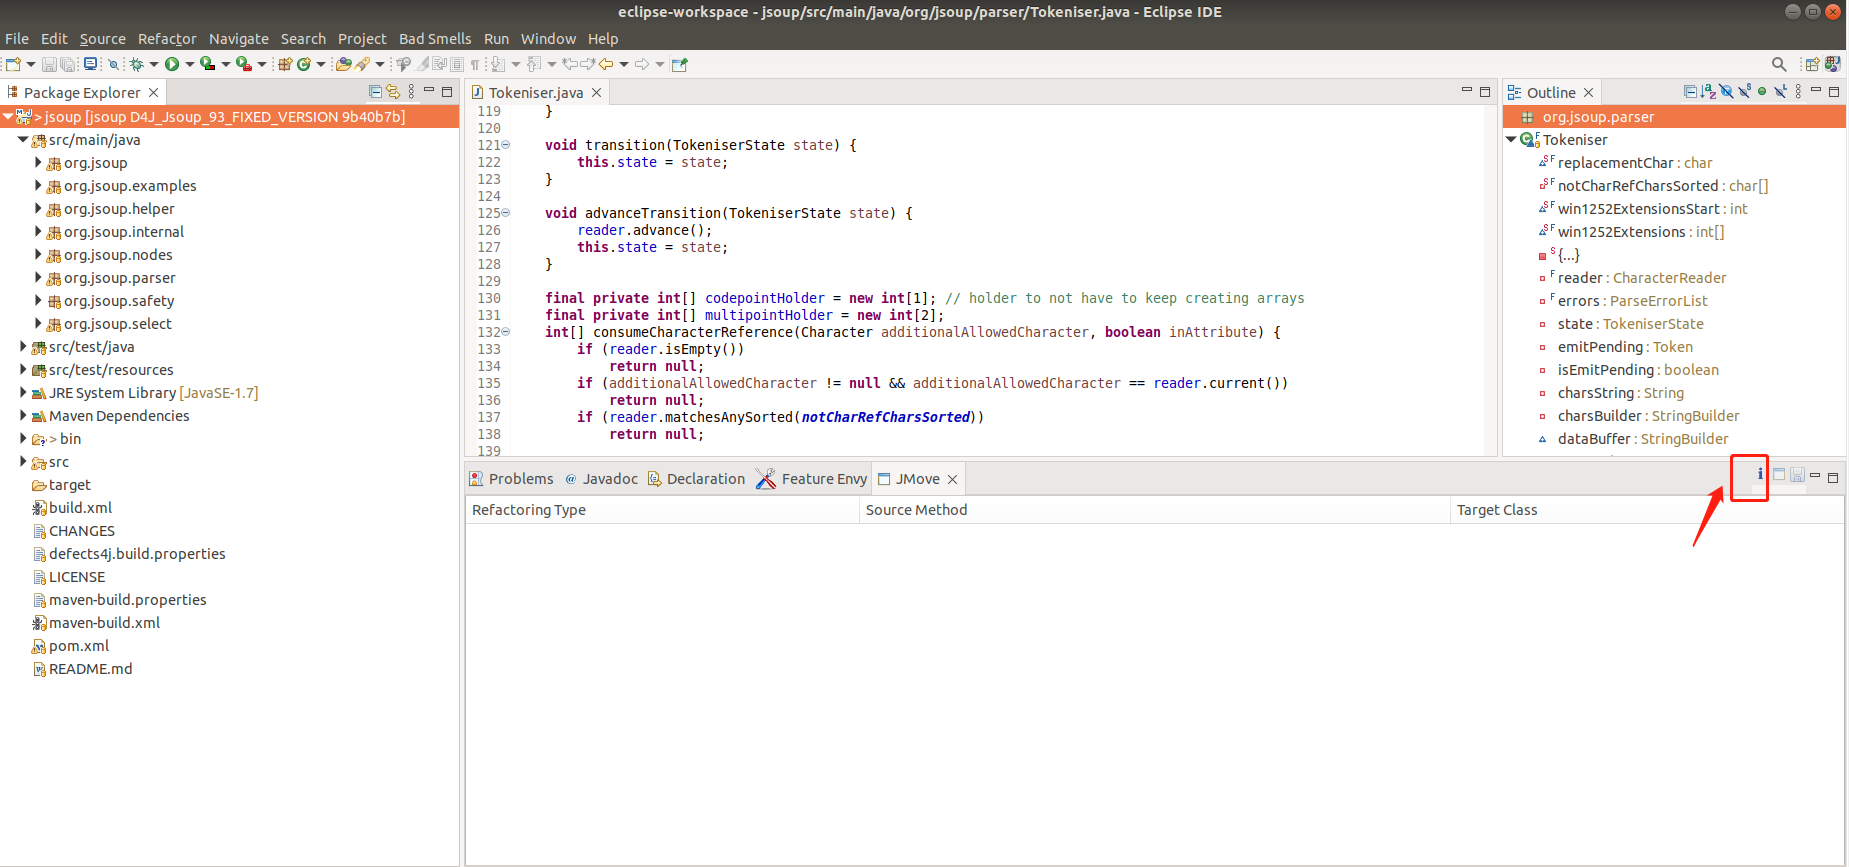 eclipse-workspace - jsoup/src/main/java/org/jsoup/parser/Tokeniser.java - Eclipse IDE
File Edit Source Refactor Navigate Search Project Bad Smells Run Window Help
Package Explorer
> jsoup [jsoup D4J_Jsoup_93_FIXED_VERSION 9b40b7b]
src/main/java
org.jsoup
org.jsoup.examples
org.jsoup.helper
org.jsoup.internal
org.jsoup.nodes
org.jsoup.parser
org.jsoup.safety
org.jsoup.select
src/test/java
src/test/resources
JRE System Library [JavaSE-1.7]
Maven Dependencies
> bin
src
target
build.xml
CHANGES
defects4j.build.properties
LICENSE
maven-build.properties
maven-build.xml
pom.xml
README.md
Tokeniser.java
119 }
120
121 void transition(TokeniserState state) {
122 this.state = state;
123 }
124
125 void advanceTransition(TokeniserState state) {
126 reader.advance();
127 this.state = state;
128 }
129
130 final private int[] codepointHolder = new int[1]; // holder to not have to keep creating arrays
131 final private int[] multipointHolder = new int[2];
132 int[] consumeCharacterReference(Character additionalAllowedCharacter, boolean inAttribute) {
133 if (reader.isEmpty())
134 return null;
135 if (additionalAllowedCharacter != null && additionalAllowedCharacter == reader.current())
136 return null;
137 if (reader.matchesAnySorted(notCharRefCharsSorted))
138 return null;
139
Outline
org.jsoup.parser
Tokeniser
replacementChar : char
notCharRefCharsSorted : char[]
win1252ExtensionsStart : int
win1252Extensions : int[]
{...}
reader : CharacterReader
errors : ParseErrorList
state : TokeniserState
emitPending : Token
isEmitPending : boolean
charsString : String
charsBuilder : StringBuilder
dataBuffer : StringBuilder
Problems Javadoc Declaration Feature Envy JMove
Refactoring Type Source Method Target Class